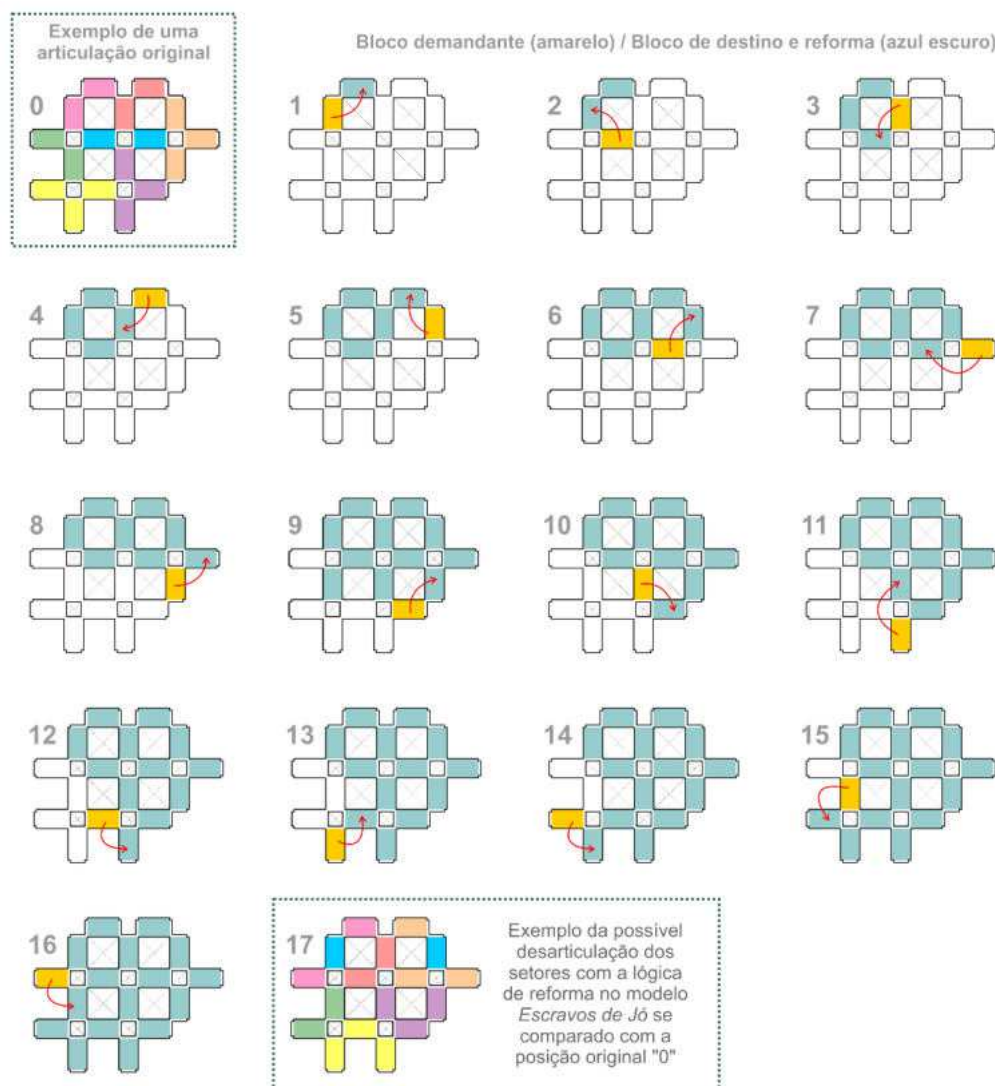 Exemplo de uma
articulação original
Bloco demandante (amarelo) / Bloco de destino e reforma (azul escuro)
0
1
2
3
4
5
6
7
8
9
10
11
12
13
14
15
16
17
Exemplo da possível
desarticulação dos
setores com a lógica
de reforma no modelo
Escravos de Jó se
comparado com a
posição original "0"